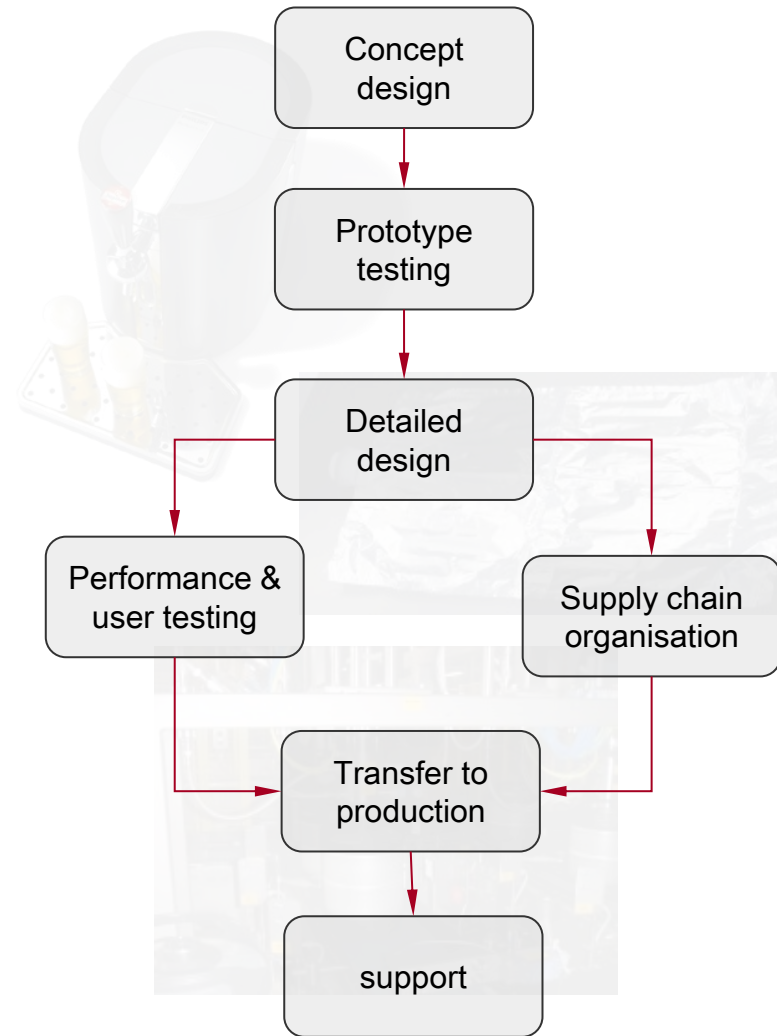 Concept
design
Prototype
testing
Detailed
design
Performance &
user testing
Supply chain
organisation
Transfer to
production
support